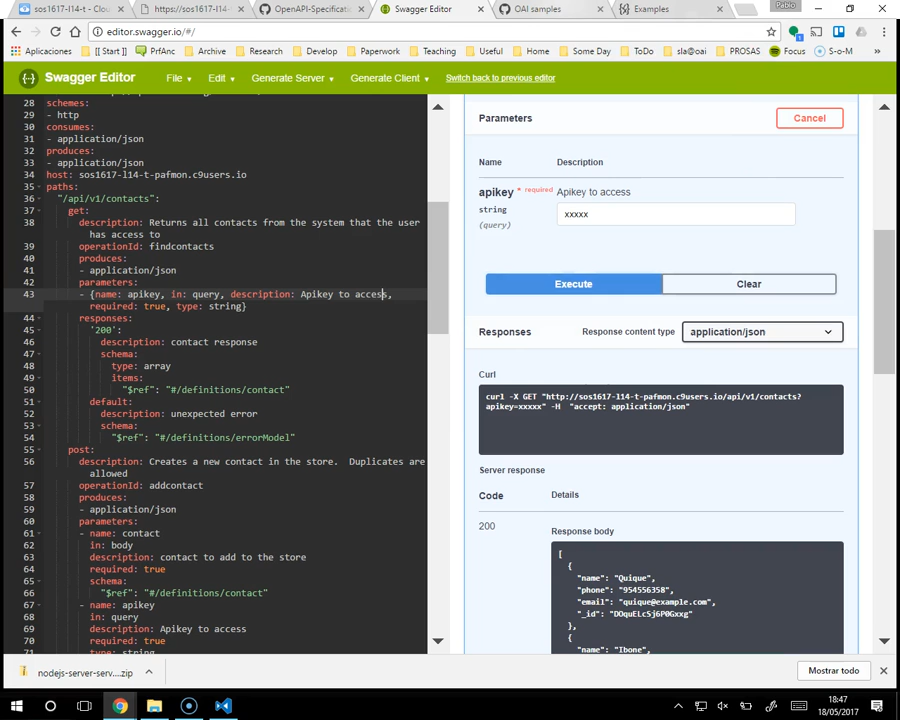 sos1617-l14-t - Clou
https://sos1617-l14-t
OpenAPI-Specificatio
Swagger Editor
OAI samples
Examples
Pablo
editor.swagger.io/#/
Aplicaciones
[[ Start ]]
PrfAnc
Archive
Research
Develop
Paperwork
Teaching
Useful
Home
Some Day
ToDo
sla@oai
PROSAS
Focus
S-o-M
»
Swagger Editor
File
Edit
Generate Server
Generate Client
Switch back to previous editor
28 schemes:
29 - http
30 consumes:
31 - application/json
32 produces:
33 - application/json
34 host: sos1617-l14-t-pafmon.c9users.io
35 paths:
36 "/api/v1/contacts":
37 get:
38 description: Returns all contacts from the system that the user
has access to
39 operationId: findcontacts
40 produces:
41 - application/json
42 parameters:
43 - {name: apikey, in: query, description: Apikey to access,
required: true, type: string}
44 responses:
45 '200':
46 description: contact response
47 schema:
48 type: array
49 items:
50 "$ref": "#/definitions/contact"
51 default:
52 description: unexpected error
53 schema:
54 "$ref": "#/definitions/errorModel"
55 post:
56 description: Creates a new contact in the store.  Duplicates are
allowed
57 operationId: addcontact
58 produces:
59 - application/json
60 parameters:
61 - name: contact
62 in: body
63 description: contact to add to the store
64 required: true
65 schema:
66 "$ref": "#/definitions/contact"
67 - name: apikey
68 in: query
69 description: Apikey to access
70 required: true
71 type: string
Parameters
Cancel
Name
Description
apikey * required
Apikey to access
string
xxxxx
(query)
Execute
Clear
Responses
Response content type
application/json
Curl
curl -X GET "http://sos1617-l14-t-pafmon.c9users.io/api/v1/contacts?
apikey=xxxxx" -H  "accept: application/json"
Server response
Code
Details
200
Response body
[
{
"name": "Quique",
"phone": "954556358",
"email": "quique@example.com",
"_id": "DOquELcSj6P0Gxxg"
},
{
"name": "Ibone",
nodejs-server-serv....zip
Mostrar todo
18:47
18/05/2017